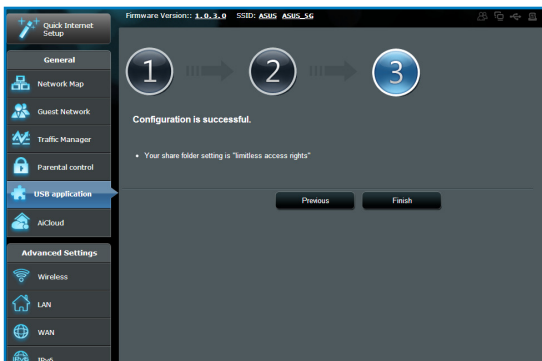 Quick Internet
Setup
Firmware Version:: 1.0.3.0 SSID: ASUS ASUS_5G
General
Network Map
Guest Network
Traffic Manager
Parental control
USB application
AiCloud
Advanced Settings
Wireless
LAN
WAN
IPv6
1
2
3
Configuration is successful.
• Your share folder setting is "limitless access rights"
Previous
Finish